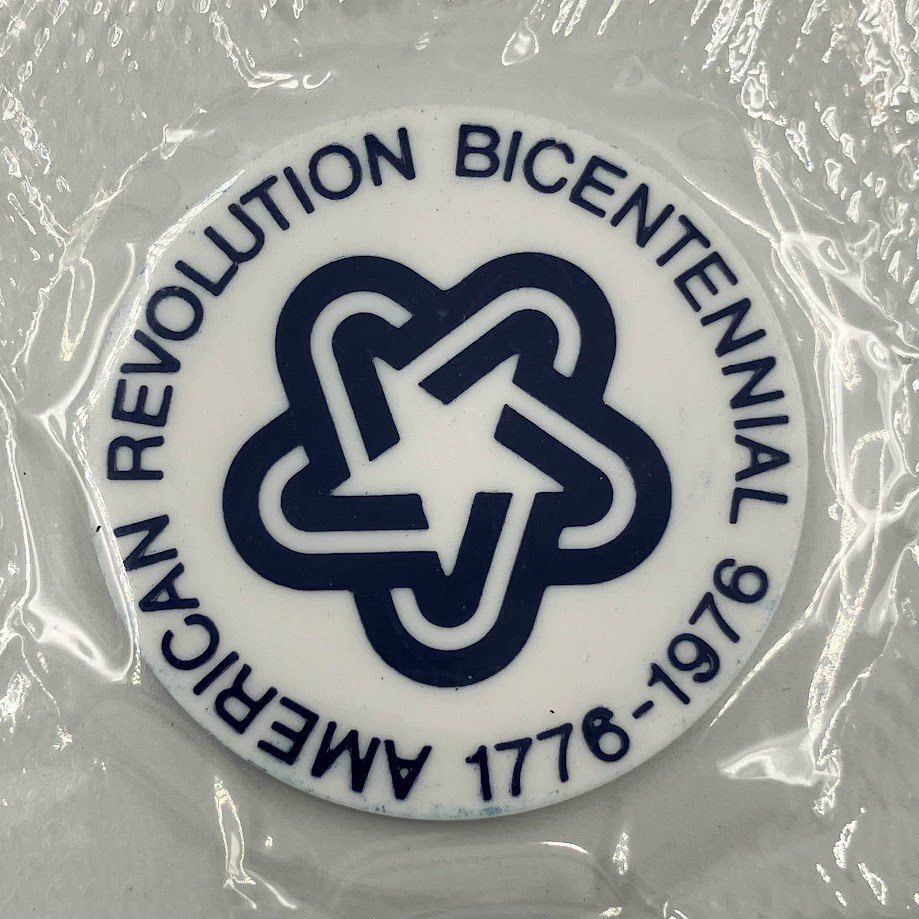 AMERICAN REVOLUTION BICENTENNIAL
1776-1976